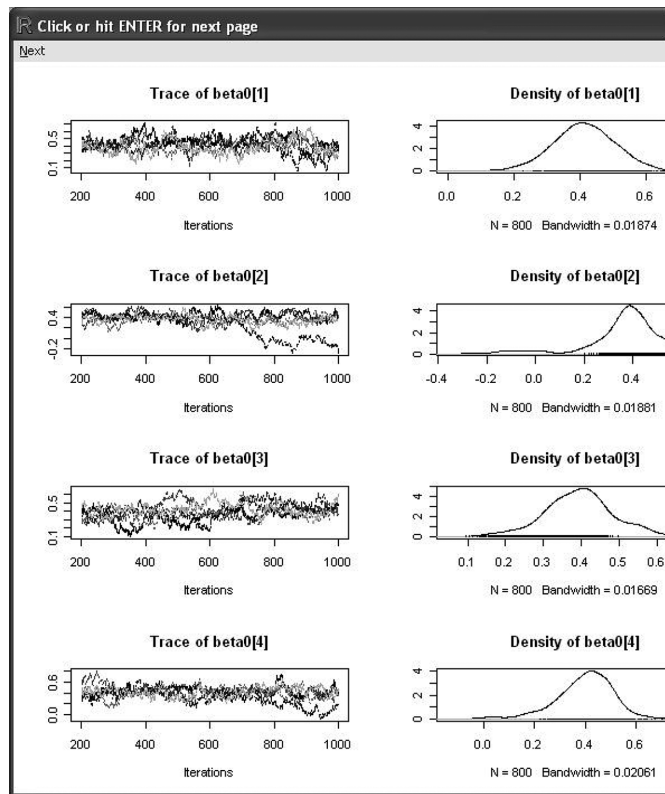 Click or hit ENTER for next page
Next
Trace of beta0[1]
Density of beta0[1]
0.5
0.1
4
2
0
200 400 600 800 1000
0.0 0.2 0.4 0.6
Iterations
N = 800 Bandwidth = 0.01874
Trace of beta0[2]
Density of beta0[2]
0.4
-0.2
4
2
0
200 400 600 800 1000
-0.4 -0.2 0.0 0.2 0.4
Iterations
N = 800 Bandwidth = 0.01881
Trace of beta0[3]
Density of beta0[3]
0.5
0.1
4
2
0
200 400 600 800 1000
0.1 0.2 0.3 0.4 0.5 0.6
Iterations
N = 800 Bandwidth = 0.01669
Trace of beta0[4]
Density of beta0[4]
0.6
0.0
4
2
0
200 400 600 800 1000
0.0 0.2 0.4 0.6
Iterations
N = 800 Bandwidth = 0.02061